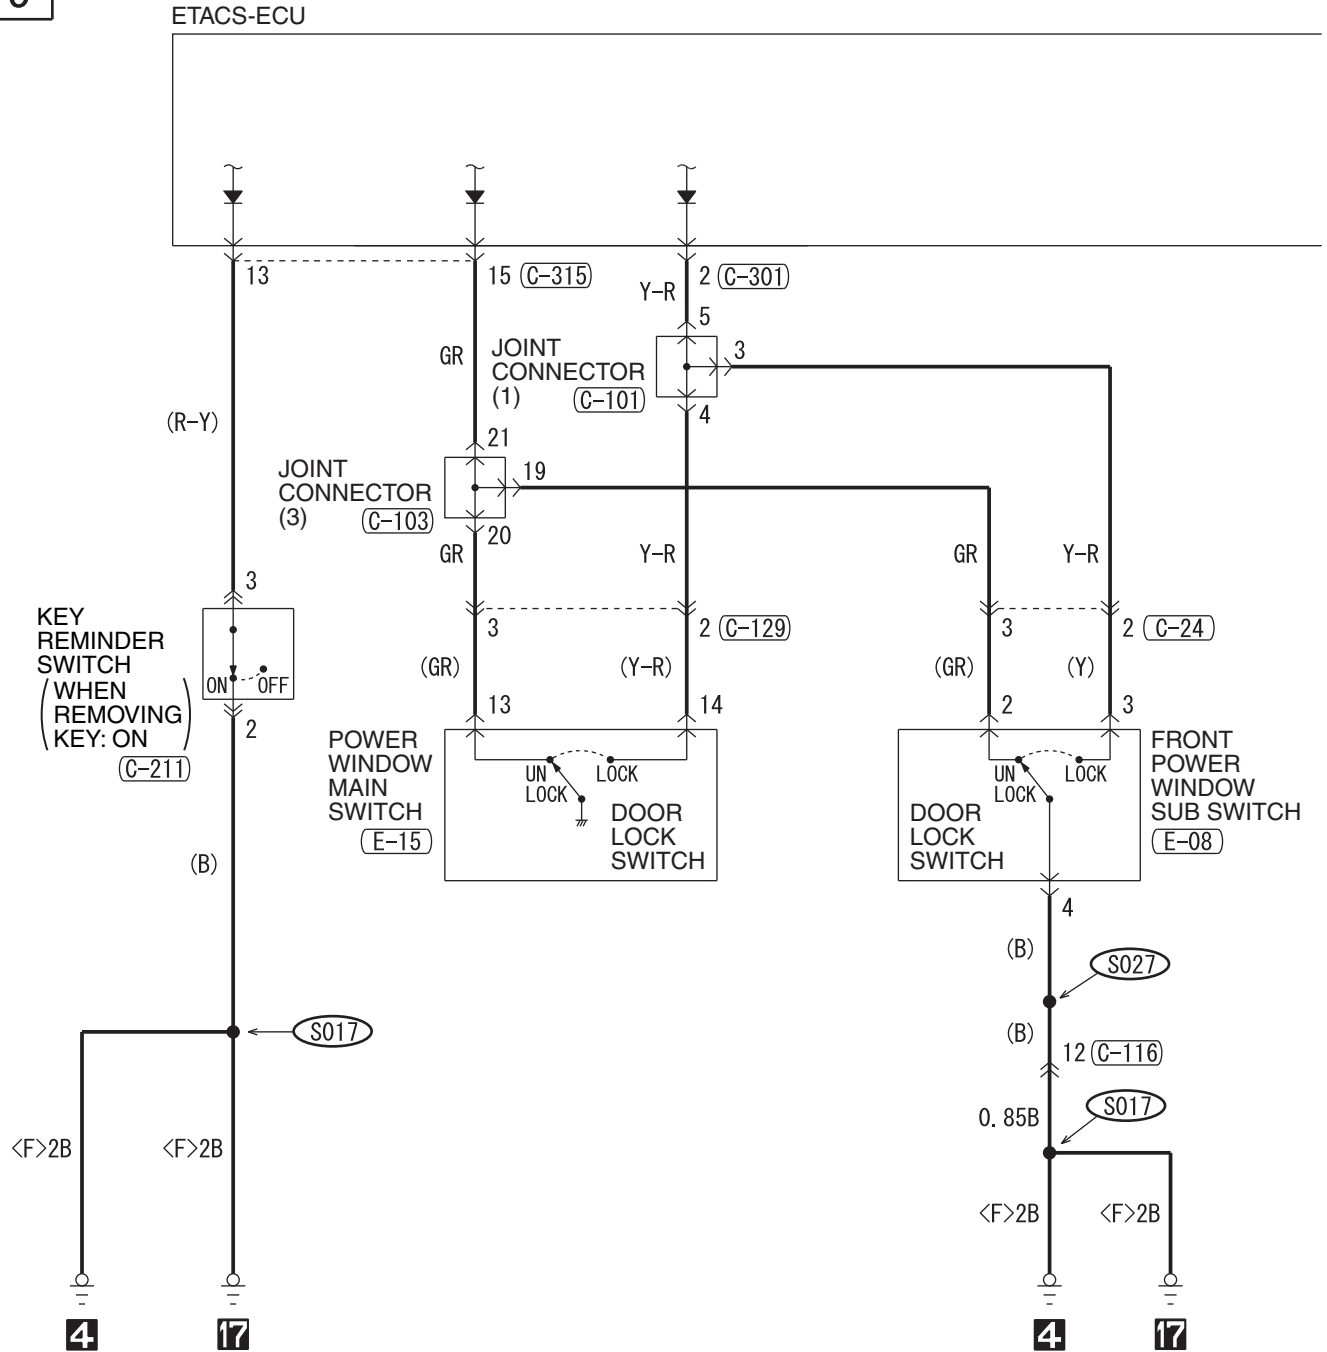 ETACS-ECU
13
15 (C-315)
2 (C-301)
Y-R
5
GR
JOINT
CONNECTOR
(1)
(C-101)
3
4
(R-Y)
21
JOINT
CONNECTOR
(3)
(C-103)
19
20
GR
Y-R
GR
Y-R
3
3
2 (C-129)
3
2 (C-24)
KEY
REMINDER
SWITCH
(WHEN
REMOVING
KEY: ON)
(C-211)
ON
OFF
2
(GR)
(Y-R)
(GR)
(Y)
13
14
2
3
POWER
WINDOW
MAIN
SWITCH
(E-15)
UN
LOCK
LOCK
DOOR
LOCK
SWITCH
UN
LOCK
LOCK
DOOR
LOCK
SWITCH
FRONT
POWER
WINDOW
SUB SWITCH
(E-08)
(B)
4
(B)
S027
S017
(B)
12 (C-116)
0.85B
S017
<F>2B
<F>2B
<F>2B
<F>2B
4
17
4
17